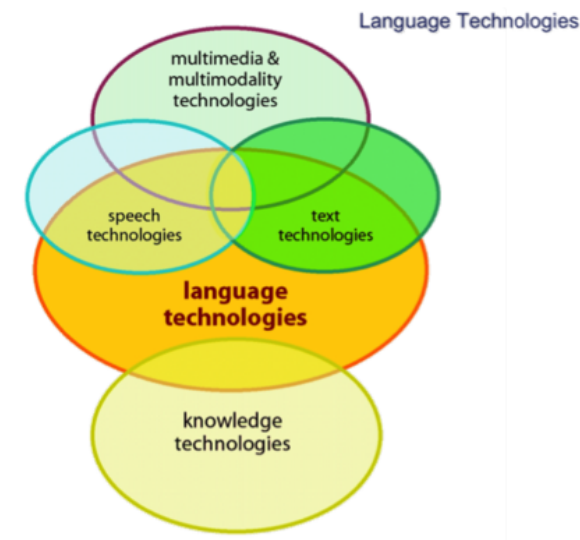 Language Technologies
multimedia &
multimodality
technologies
speech
technologies
text
technologies
language
technologies
knowledge
technologies